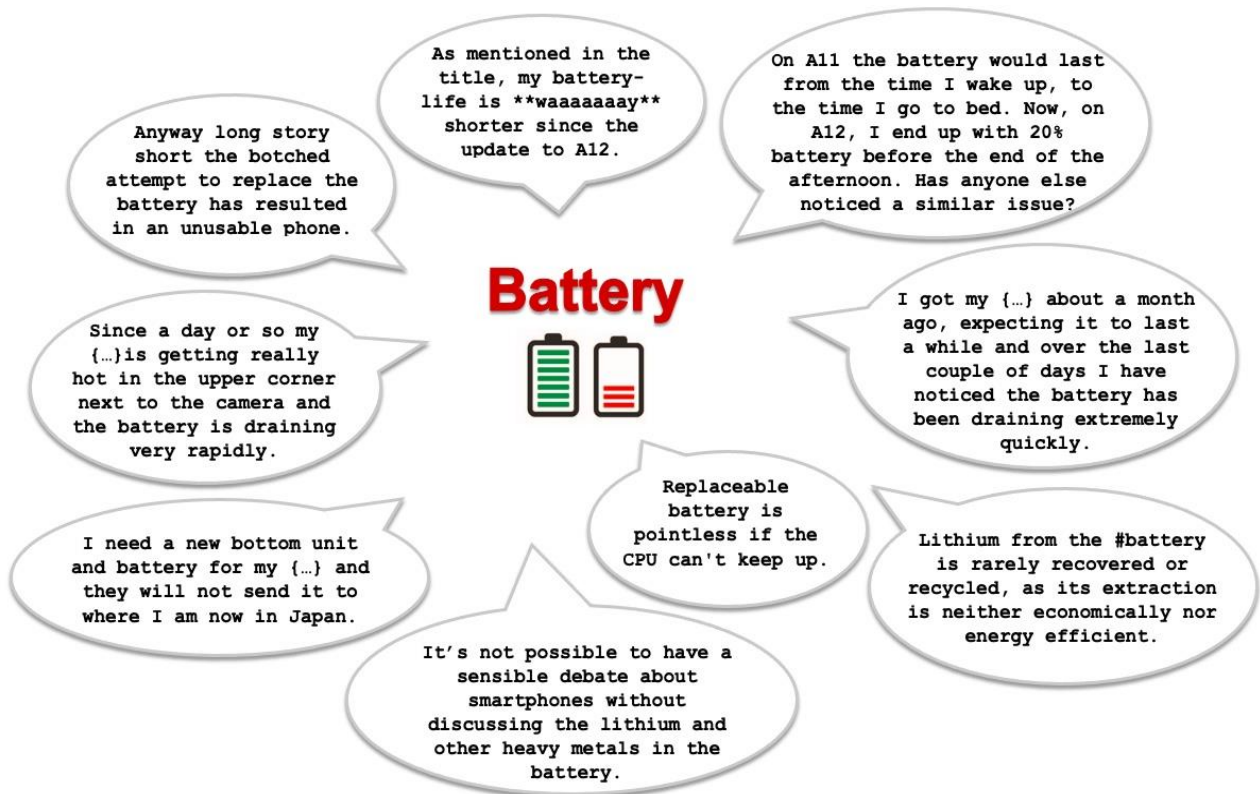 As mentioned in the
title, my battery-
life is **waaaaaaay**
shorter since the
update to A12.
On A11 the battery would last
from the time I wake up, to
the time I go to bed. Now, on
A12, I end up with 20%
battery before the end of the
afternoon. Has anyone else
noticed a similar issue?
Anyway long story
short the botched
attempt to replace the
battery has resulted
in an unusable phone.
Battery
I got my {…} about a month
ago, expecting it to last
a while and over the last
couple of days I have
noticed the battery has
been draining extremely
quickly.
Since a day or so my
{…}is getting really
hot in the upper corner
next to the camera and
the battery is draining
very rapidly.
Replaceable
battery is
pointless if the
CPU can't keep up.
Lithium from the #battery
is rarely recovered or
recycled, as its extraction
is neither economically nor
energy efficient.
I need a new bottom unit
and battery for my {…} and
they will not send it to
where I am now in Japan.
It’s not possible to have a
sensible debate about
smartphones without
discussing the lithium and
other heavy metals in the
battery.